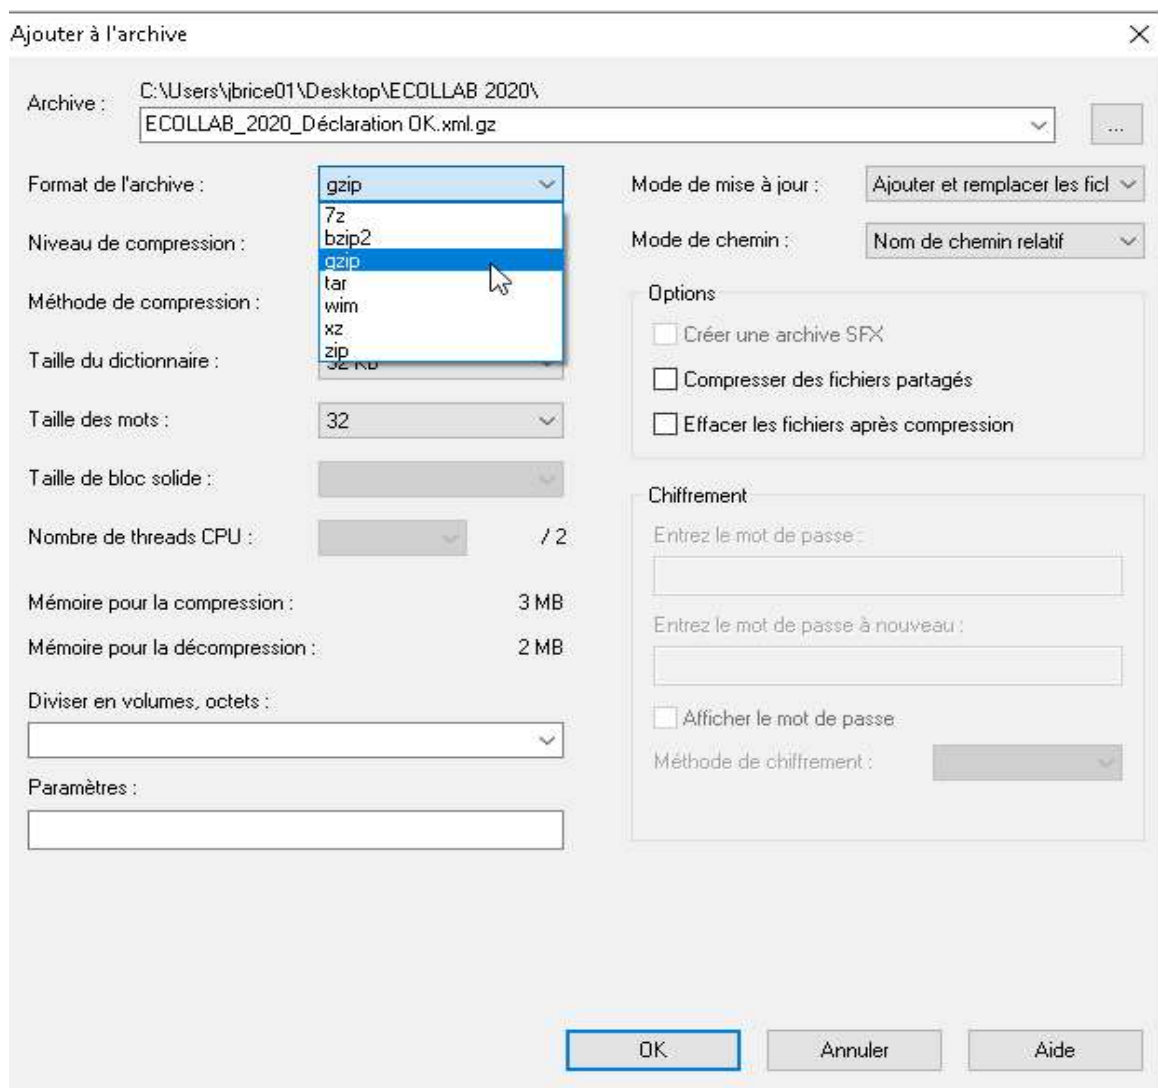 Ajouter à l'archive
Archive :
C:\Users\jbrice01\Desktop\ECOLLAB 2020\
ECOLLAB_2020_Déclaration OK.xml.gz
...
Format de l'archive :
gzip
7z
bzip2
gzip
tar
wim
xz
zip
Niveau de compression :
Méthode de compression :
Taille du dictionnaire :
32 KB
Taille des mots :
32
Taille de bloc solide :
Nombre de threads CPU :
/ 2
Mémoire pour la compression :
3 MB
Mémoire pour la décompression :
2 MB
Diviser en volumes, octets :
Paramètres :
Mode de mise à jour :
Ajouter et remplacer les ficl
Mode de chemin :
Nom de chemin relatif
Options
Créer une archive SFX
Compresser des fichiers partagés
Effacer les fichiers après compression
Chiffrement
Entrez le mot de passe :
Entrez le mot de passe à nouveau :
Afficher le mot de passe
Méthode de chiffrement :
OK
Annuler
Aide